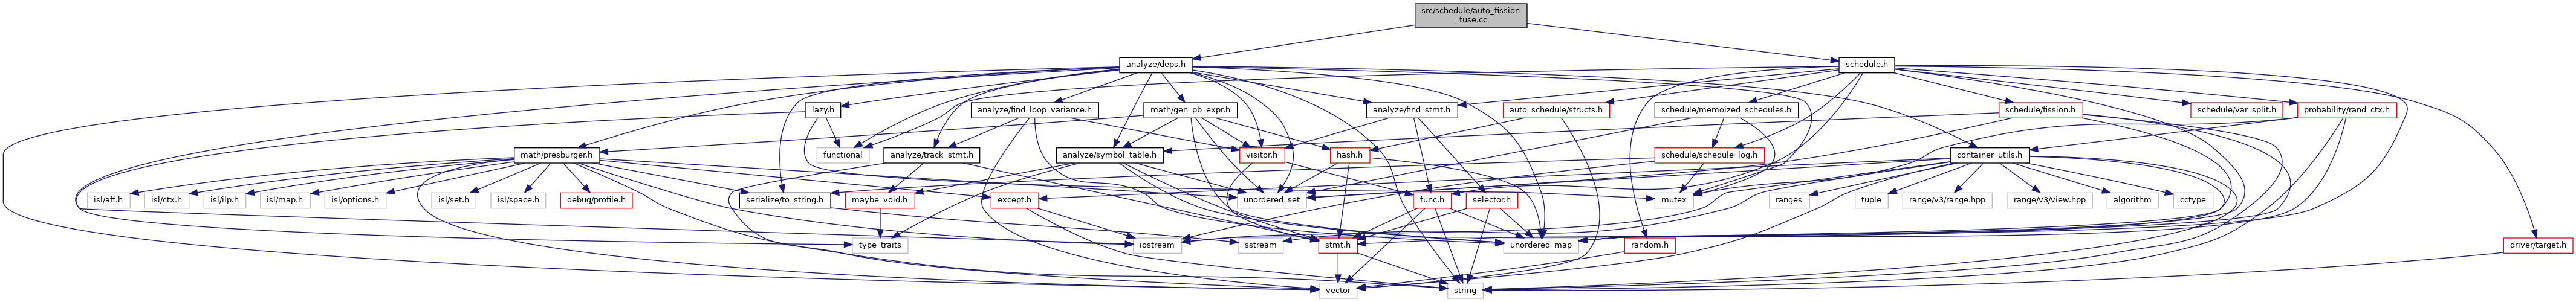 src/schedule/auto_fission
_fuse.cc
analyze/deps.h
schedule.h
lazy.h
analyze/find_loop_variance.h
math/gen_pb_expr.h
analyze/find_stmt.h
auto_schedule/structs.h
schedule/memoized_schedules.h
schedule/fission.h
schedule/var_split.h
probability/rand_ctx.h
math/presburger.h
functional
analyze/track_stmt.h
analyze/symbol_table.h
visitor.h
hash.h
schedule/schedule_log.h
container_utils.h
isl/aff.h
isl/ctx.h
isl/ilp.h
isl/map.h
isl/options.h
isl/set.h
isl/space.h
debug/profile.h
serialize/to_string.h
maybe_void.h
except.h
unordered_set
func.h
selector.h
mutex
ranges
tuple
range/v3/range.hpp
range/v3/view.hpp
algorithm
cctype
type_traits
iostream
sstream
stmt.h
unordered_map
random.h
driver/target.h
vector
string